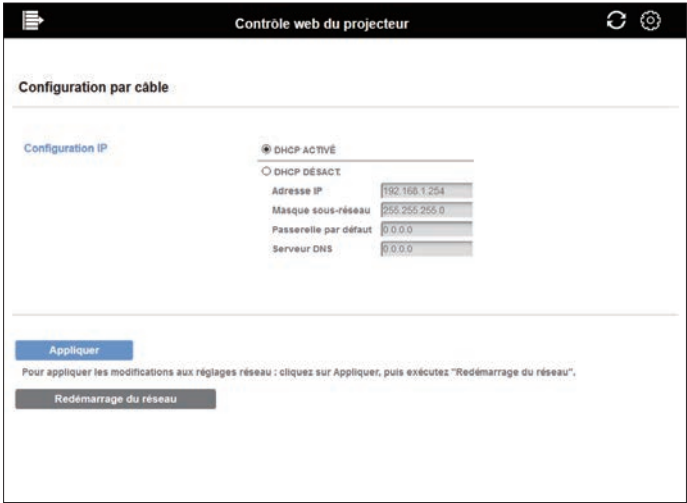 Contrôle web du projecteur
Configuration par câble
Configuration IP
DHCP ACTIVÉ
DHCP DÉSACT.
Adresse IP 192.168.1.254
Masque sous-réseau 255.255.255.0
Passerelle par défaut 0.0.0.0
Serveur DNS 0.0.0.0
Appliquer
Pour appliquer les modifications aux réglages réseau : cliquez sur Appliquer, puis exécutez "Redémarrage du réseau".
Redémarrage du réseau